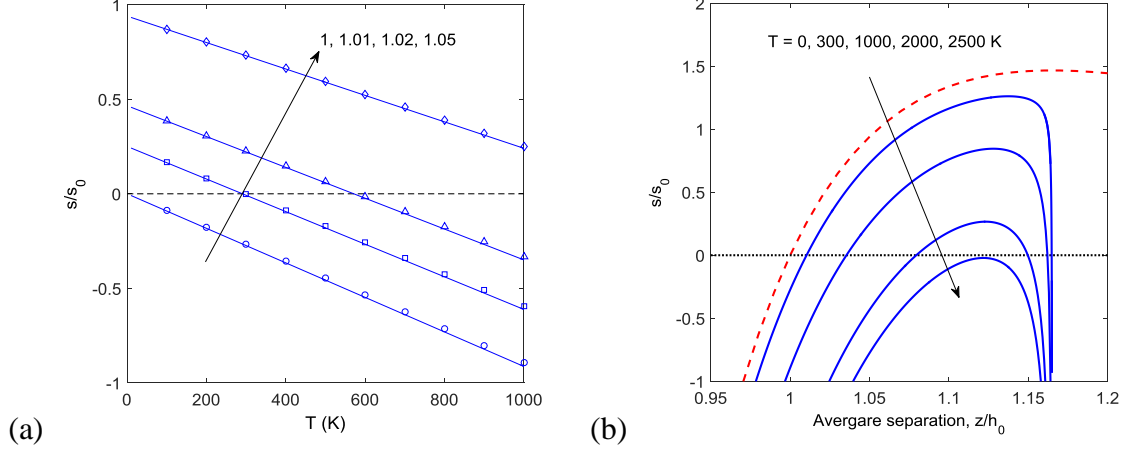 1
0.5
0
-0.5
-1
s/s0
1, 1.01, 1.02, 1.05
0 200 400 600 800 1000
T (K)
(a)
2
1.5
1
0.5
0
-0.5
-1
s/s0
T = 0, 300, 1000, 2000, 2500 K
0.95 1 1.05 1.1 1.15 1.2
Avergare separation, z/h0
(b)